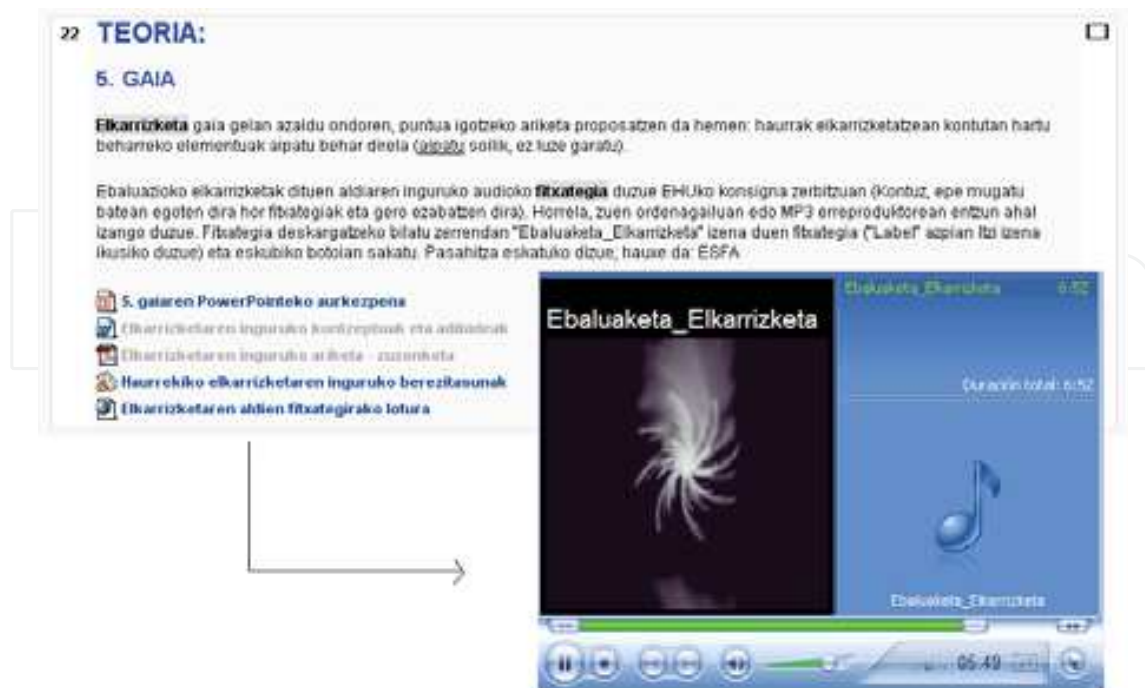 22 TEORIA:
5. GAIA
Elkarrizketa gaia gelan azaldu ondoren, puntua igotzeko ariketa proposatzen da hemen: haurrak elkarrizketatzean kontutan hartu
beharreko elementuak aipatu behar direla (aipatu soilik, ez luze garatu).
Ebaluazioko elkarrizketak dituen aldiaren inguruko audioko fitxategia duzue EHUko konsigna zerbitzuan (Kontuz, epe mugatu
batean egoten dira hor fitxategiak eta gero ezabatzen dira). Horrela, zuen ordenagailuan edo MP3 erreproduktorean entzun ahal
izango duzue. Fitxategia deskargatzeko bilatu zerrendan "Ebaluaketa_Elkarrizketa" izena duen fitxategia ("Label" azpian Itzi izena
ikusiko duzue) eta eskubiko botoian sakatu. Pasahitza eskatuko dizue, hauxe da: ESFA
5. gaiaren PowerPointeko aurkezpena
Elkarrizketaren inguruko kontzeptuak eta adibideak
Elkarrizketaren inguruko ariketa - zuzenketa
Haurrekiko elkarrizketaren inguruko berezitasunak
Elkarrizketaren aldien fitxategirako lotura
Ebaluaketa_Elkarrizketa
Ebaluaketa_Elkarrizketa 6:52
Duración total: 6:52
Ebaluaketa_Elkarrizketa
05:49